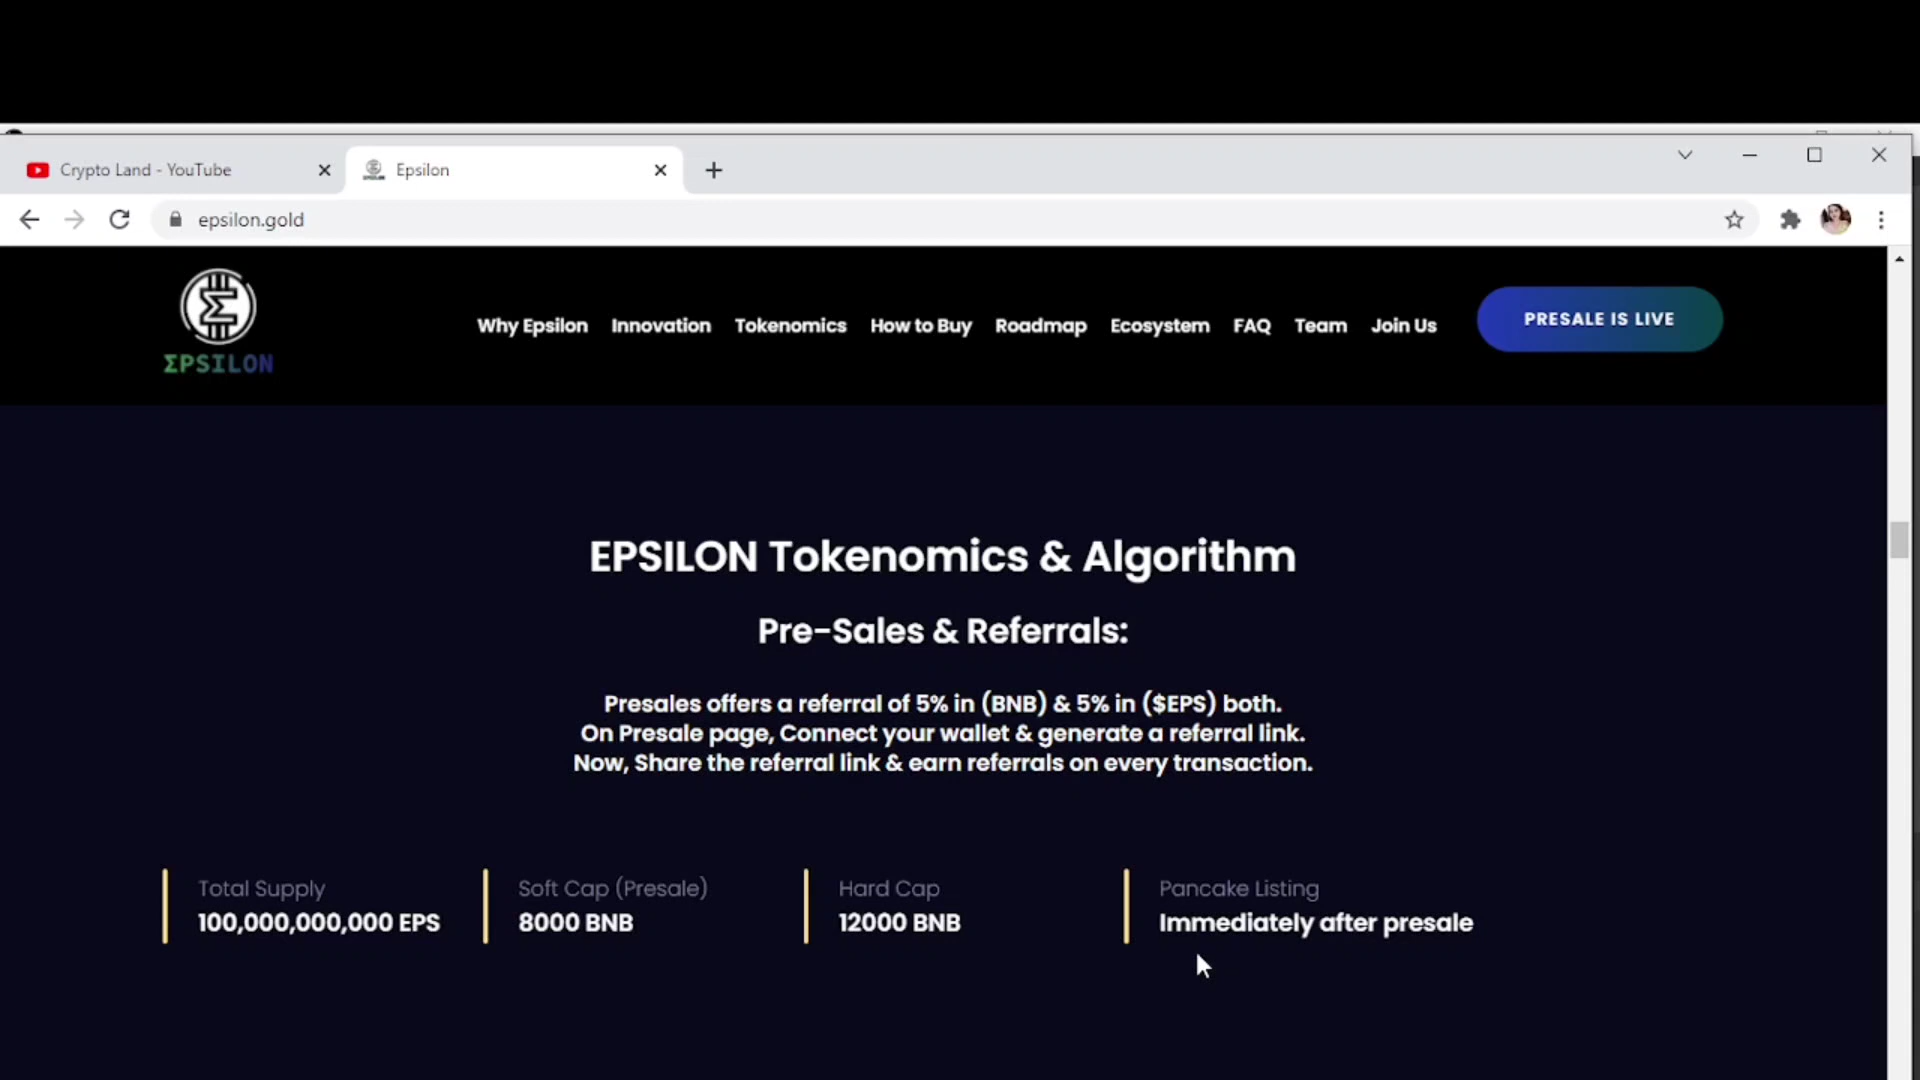 Crypto Land - YouTube
Epsilon
epsilon.gold
ΣPSILON
Why Epsilon Innovation Tokenomics How to Buy Roadmap Ecosystem FAQ Team Join Us
PRESALE IS LIVE
EPSILON Tokenomics & Algorithm
Pre-Sales & Referrals:
Presales offers a referral of 5% in (BNB) & 5% in ($EPS) both.
On Presale page, Connect your wallet & generate a referral link.
Now, Share the referral link & earn referrals on every transaction.
Total Supply
100,000,000,000 EPS
Soft Cap (Presale)
8000 BNB
Hard Cap
12000 BNB
Pancake Listing
Immediately after presale